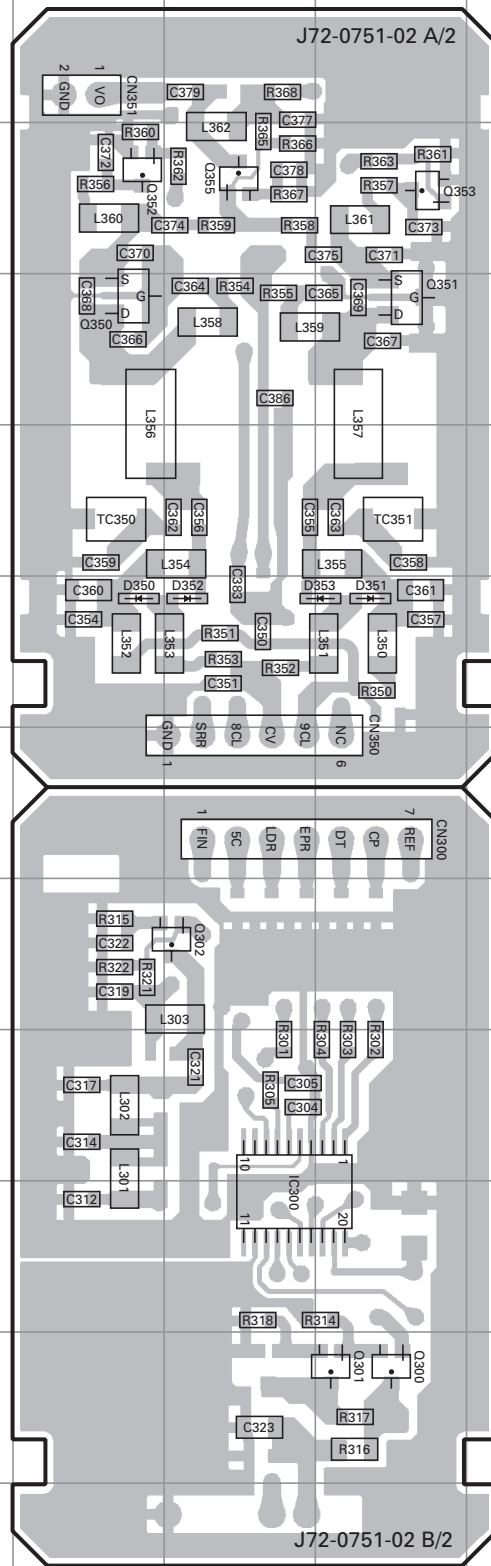 J72-0751-02 A/2
2 1
GND VO
CN351
C379
R368
L362
R365
C377
R366
R360
C372
R362
Q355
C378
R367
R363
R361
R356
Q352
R357
Q353
L360
C374
R359
R358
L361
C373
C370
C375
C371
C368
S
G
D
Q350
C364
R354
R355
C365
C369
S
G
D
Q351
L358
L359
C366
C367
C386
L356
L357
TC350
C362
C356
C355
C363
TC351
C359
L354
L355
C358
C360
D350
D352
C383
D353
D351
C361
C354
L352
L353
R351
C350
L351
L350
C357
R353
R352
C351
R350
GND
SRR
8CL
CV
9CL
NC
CN350
1 6
1 7
FIN
5C
LDR
EPR
DT
CP
REF
CN300
R315
C322
Q302
R322
R321
C319
L303
C321
R301
R304
R303
R302
C317
L302
R305
C305
C304
C314
L301
C312
10 1
IC300
11 20
R318
R314
Q301
Q300
R317
C323
R316
J72-0751-02 B/2